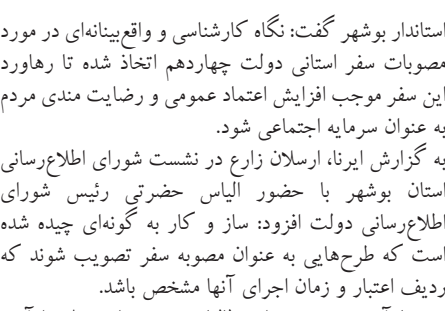 استاندار بوشهر گفت: نگاه کارشناسی و واقع‌بینانه‌ای در مورد
مصوبات سفر استانی دولت چهاردهم اتخاذ شده تا رهاورد
این سفر موجب افزایش اعتماد عمومی و رضایت مندی مردم
به عنوان سرمایه اجتماعی شود.
به گزارش ایرنا، ارسلان زارع در نشست شورای اطلاع‌رسانی
استان بوشهر با حضور الیاس حضرتی رئیس شورای
اطلاع‌رسانی دولت افزود: ساز و کار به گونه‌ای چیده شده
است که طرح‌هایی به عنوان مصوبه سفر تصویب شوند که
ردیف اعتبار و زمان اجرای آنها مشخص باشد.